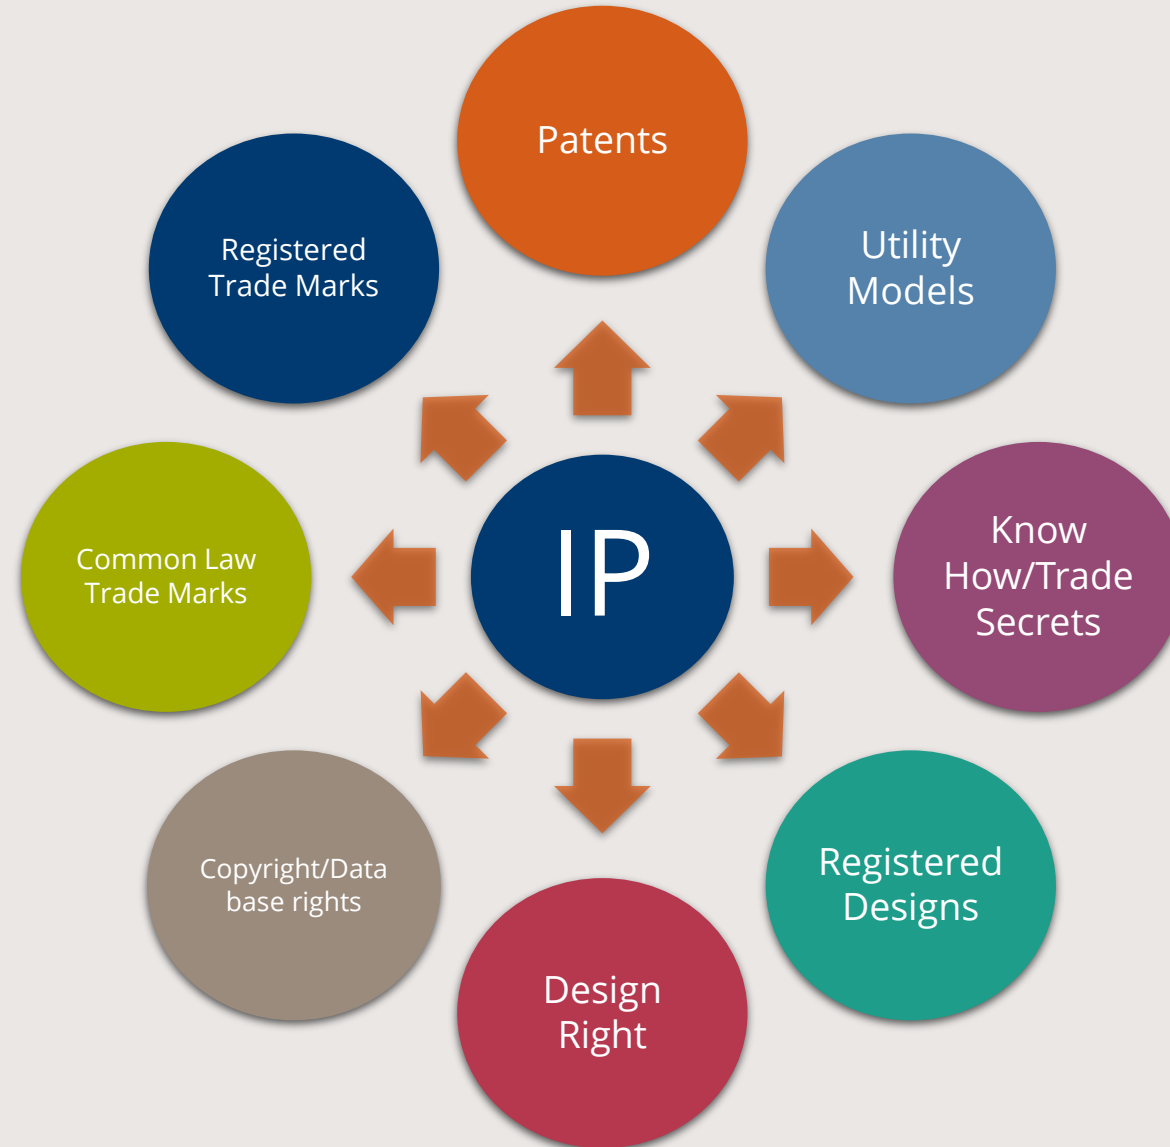 Patents
Registered
Trade Marks
Utility
Models
Common Law
Trade Marks
IP
Know
How/Trade
Secrets
Copyright/Data
base rights
Registered
Designs
Design
Right